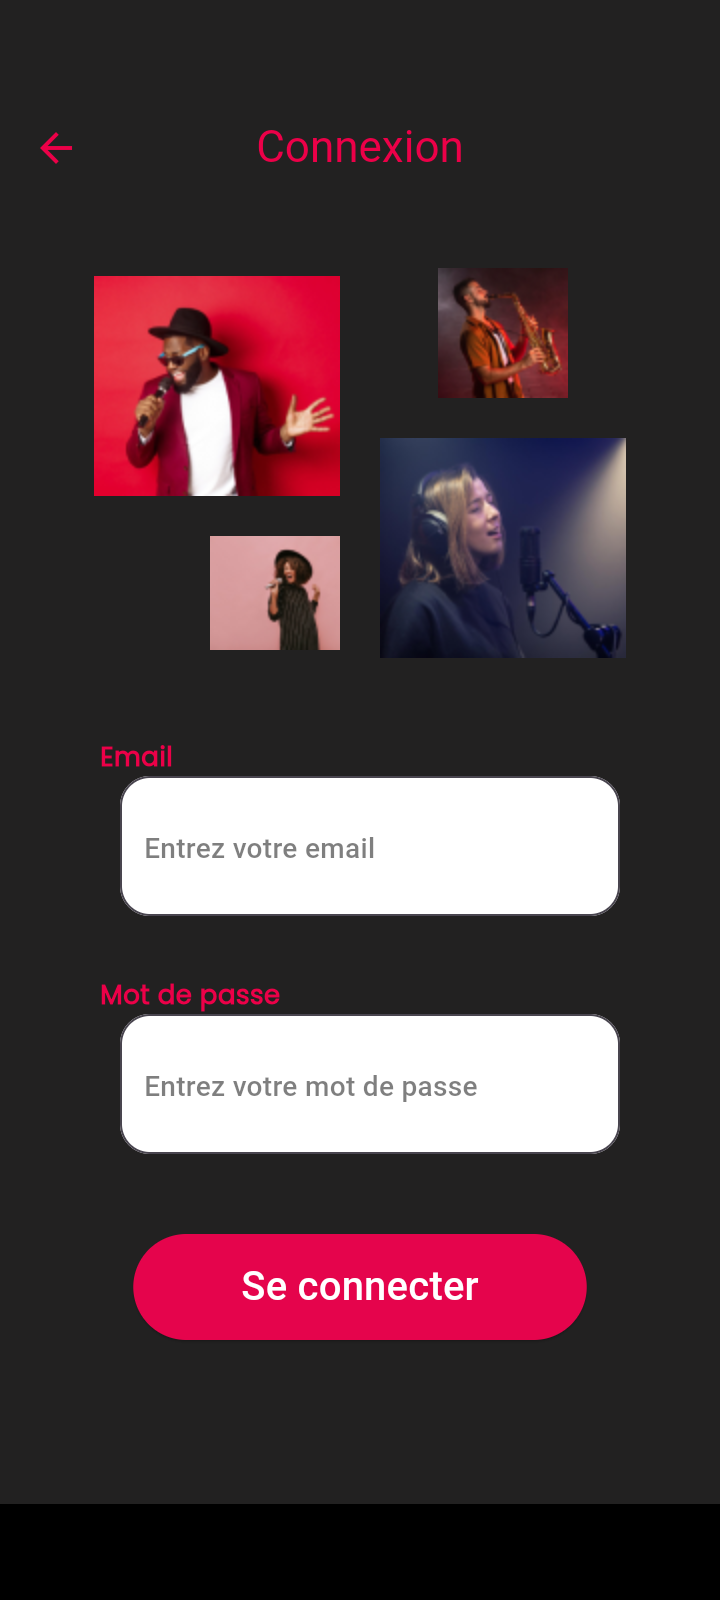 Connexion
Email
Entrez votre email
Mot de passe
Entrez votre mot de passe
Se connecter